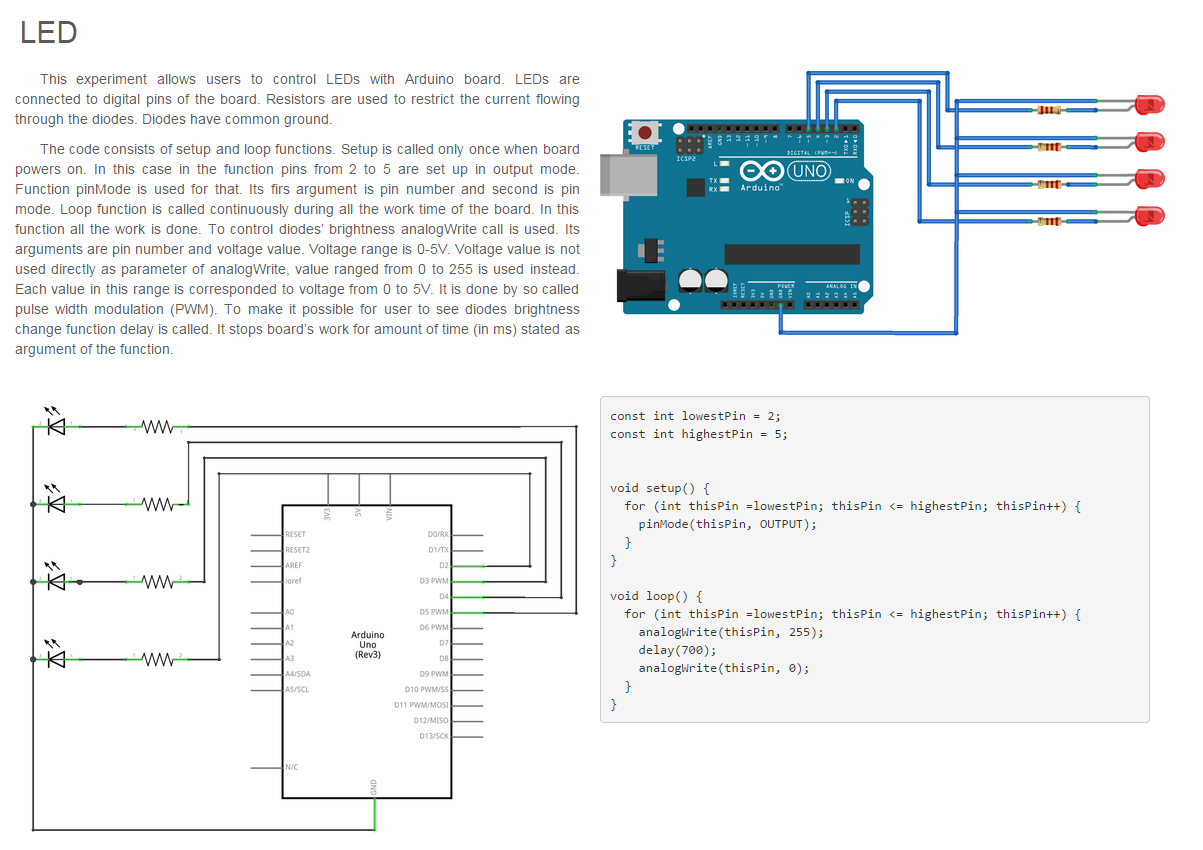 LED
This experiment allows users to control LEDs with Arduino board. LEDs are
connected to digital pins of the board. Resistors are used to restrict the current flowing
through the diodes. Diodes have common ground.
The code consists of setup and loop functions. Setup is called only once when board
powers on. In this case in the function pins from 2 to 5 are set up in output mode.
Function pinMode is used for that. Its firs argument is pin number and second is pin
mode. Loop function is called continuously during all the work time of the board. In this
function all the work is done. To control diodes' brightness analogWrite call is used. Its
arguments are pin number and voltage value. Voltage range is 0-5V. Voltage value is not
used directly as parameter of analogWrite, value ranged from 0 to 255 is used instead.
Each value in this range is corresponded to voltage from 0 to 5V. It is done by so called
pulse width modulation (PWM). To make it possible for user to see diodes brightness
change function delay is called. It stops board's work for amount of time (in ms) stated as
argument of the function.
RESET
ICSP2
AREF
GND
DIGITAL (PWM~)
L
TX
RX
Arduino™
UNO
ON
ICSP
IOREF
RESET
3V3
5V
GND
GND
VIN
POWER
ANALOG IN
A0
A1
A2
A3
A4
A5
3V3
5V
VIN
RESET
RESET2
AREF
ioref
A0
A1
A2
A3
A4/SDA
A5/SCL
N/C
Arduino
Uno
(Rev3)
D0/RX
D1/TX
D2
D3 PWM
D4
D5 PWM
D6 PWM
D7
D8
D9 PWM
D10 PWM/SS
D11 PWM/MOSI
D12/MISO
D13/SCK
GND
const int lowestPin = 2;
const int highestPin = 5;
void setup() {
for (int thisPin =lowestPin; thisPin <= highestPin; thisPin++) {
pinMode(thisPin, OUTPUT);
}
}
void loop() {
for (int thisPin =lowestPin; thisPin <= highestPin; thisPin++) {
analogWrite(thisPin, 255);
delay(700);
analogWrite(thisPin, 0);
}
}